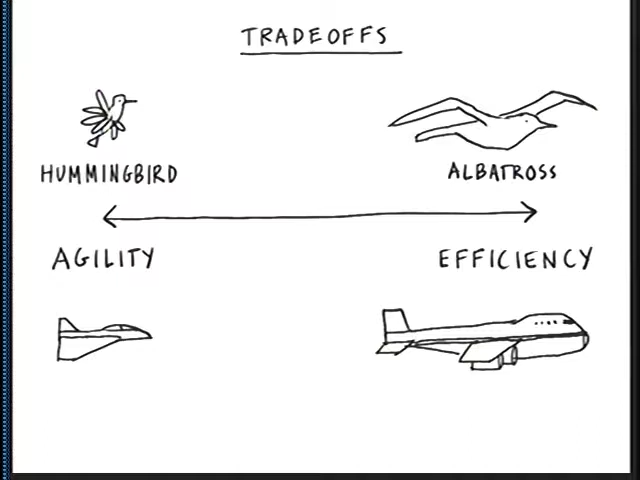 TRADEOFFS
HUMMINGBIRD
ALBATROSS
AGILITY
EFFICIENCY